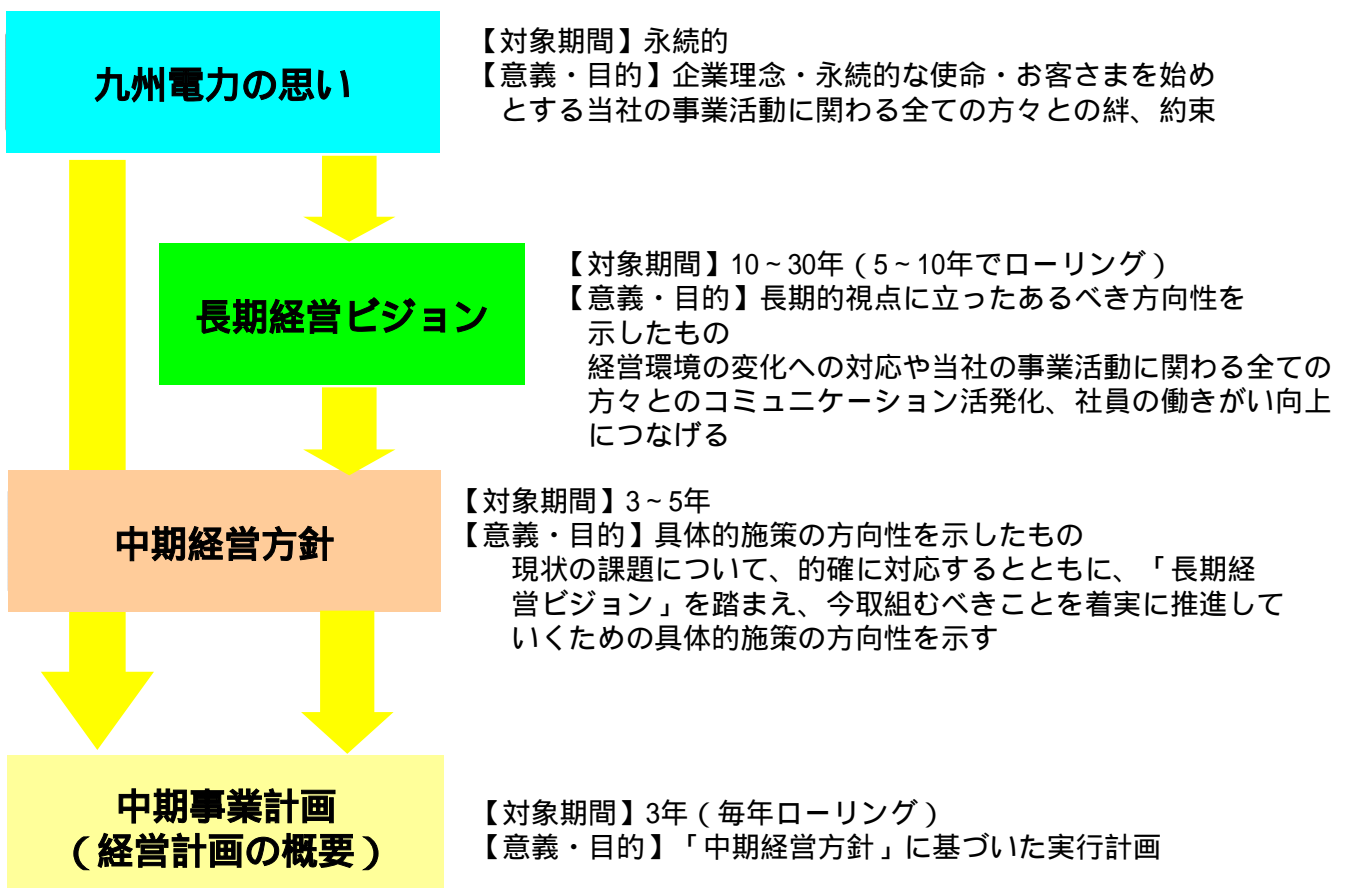 九州電力の思い
【対象期間】永続的
【意義・目的】企業理念・永続的な使命・お客さまを始め
とする当社の事業活動に関わる全ての方々との絆、約束
長期経営ビジョン
【対象期間】10~30年(5~10年でローリング)
【意義・目的】長期的視点に立ったあるべき方向性を
示したもの
経営環境の変化への対応や当社の事業活動に関わる全ての
方々とのコミュニケーション活発化、社員の働きがい向上
につなげる
中期経営方針
【対象期間】3~5年
【意義・目的】具体的施策の方向性を示したもの
現状の課題について、的確に対応するとともに、「長期経
営ビジョン」を踏まえ、今取組むべきことを着実に推進して
いくための具体的施策の方向性を示す
中期事業計画
(経営計画の概要)
【対象期間】3年(毎年ローリング)
【意義・目的】「中期経営方針」に基づいた実行計画